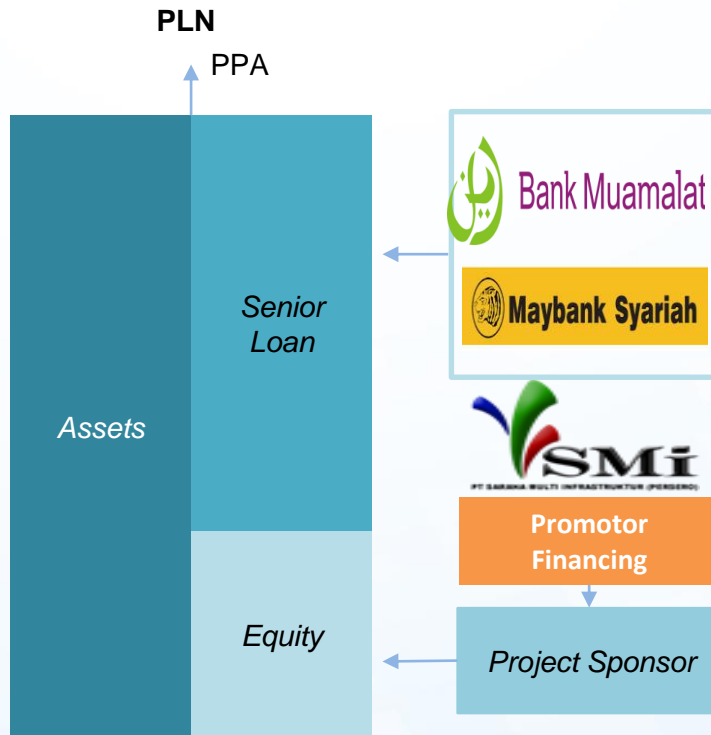 PLN
PPA
Assets
Senior
Loan
Equity
Bank Muamalat
Maybank Syariah
SMi
PT SARANA MULTI INFRASTRUKTUR (PERSERO)
Promotor
Financing
Project Sponsor